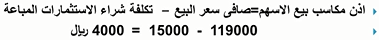 اذن مكاسب بيع الاسهم=صافى سعر البيع – تكلفة شراء الاستثمارات المباعة
119000 - 15000 = 4000 ريال